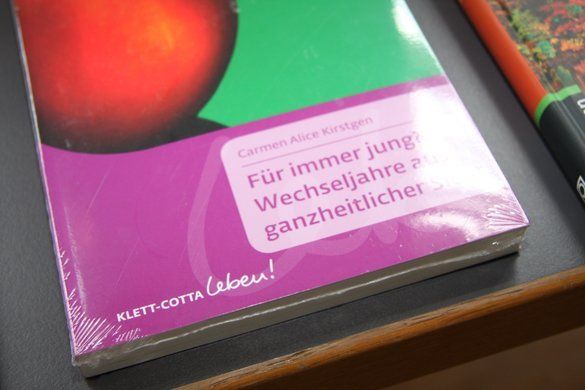 Carmen Alice Kirstgen
Für immer jung?
Wechseljahre
ganzheitlicher
KLETT-COTTA Leben!